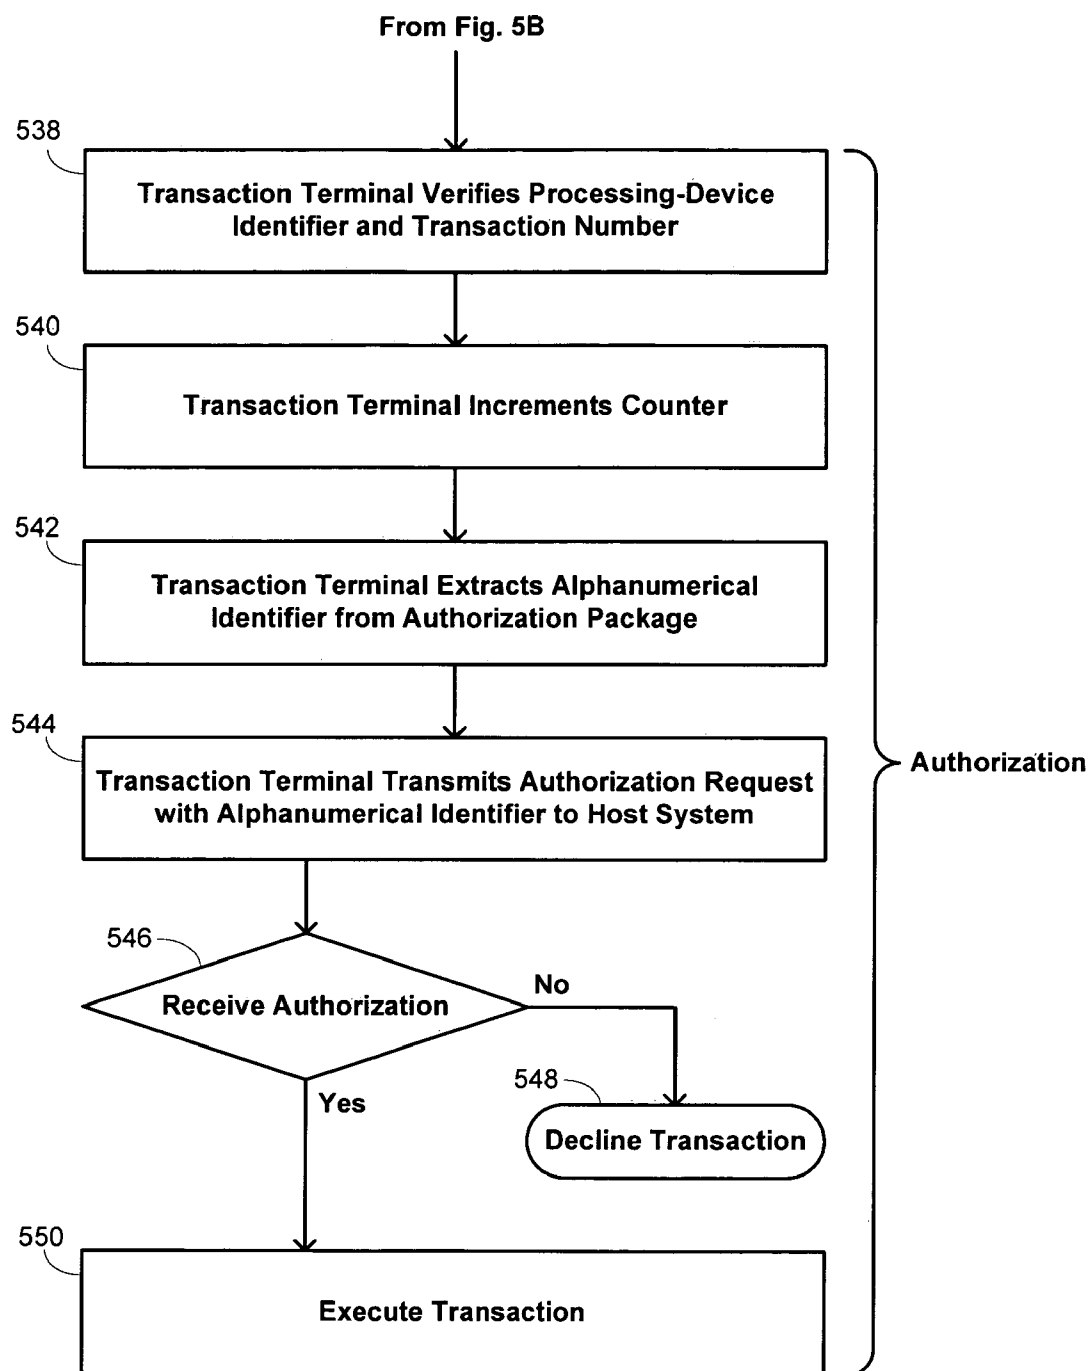 From Fig. 5B
538
Transaction Terminal Verifies Processing-Device
Identifier and Transaction Number
540
Transaction Terminal Increments Counter
542
Transaction Terminal Extracts Alphanumerical
Identifier from Authorization Package
544
Transaction Terminal Transmits Authorization Request
with Alphanumerical Identifier to Host System
Authorization
546
Receive Authorization
No
Yes
548
Decline Transaction
550
Execute Transaction